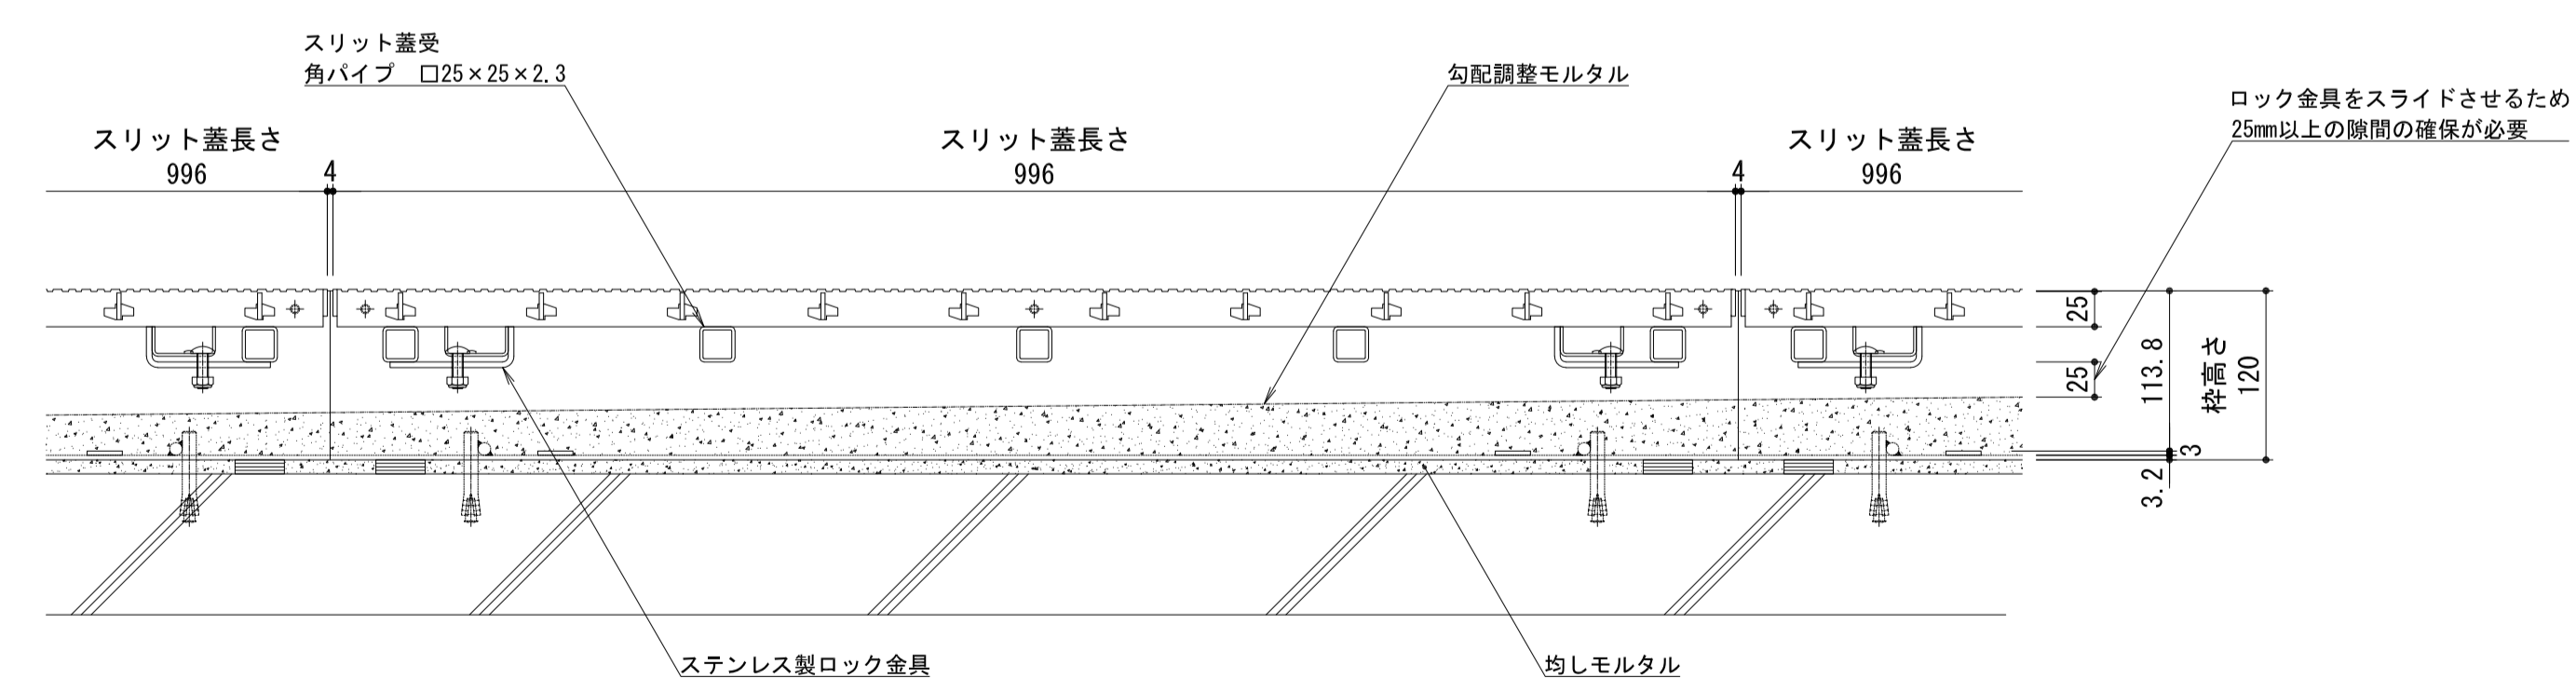 スリット蓋受
角パイプ　□25×25×2.3
勾配調整モルタル
ロック金具をスライドさせるため
25mm以上の隙間の確保が必要
スリット蓋長さ
996
4
スリット蓋長さ
996
4
スリット蓋長さ
996
25
25
113.8
3
3.2
枠高さ
120
ステンレス製ロック金具
均しモルタル